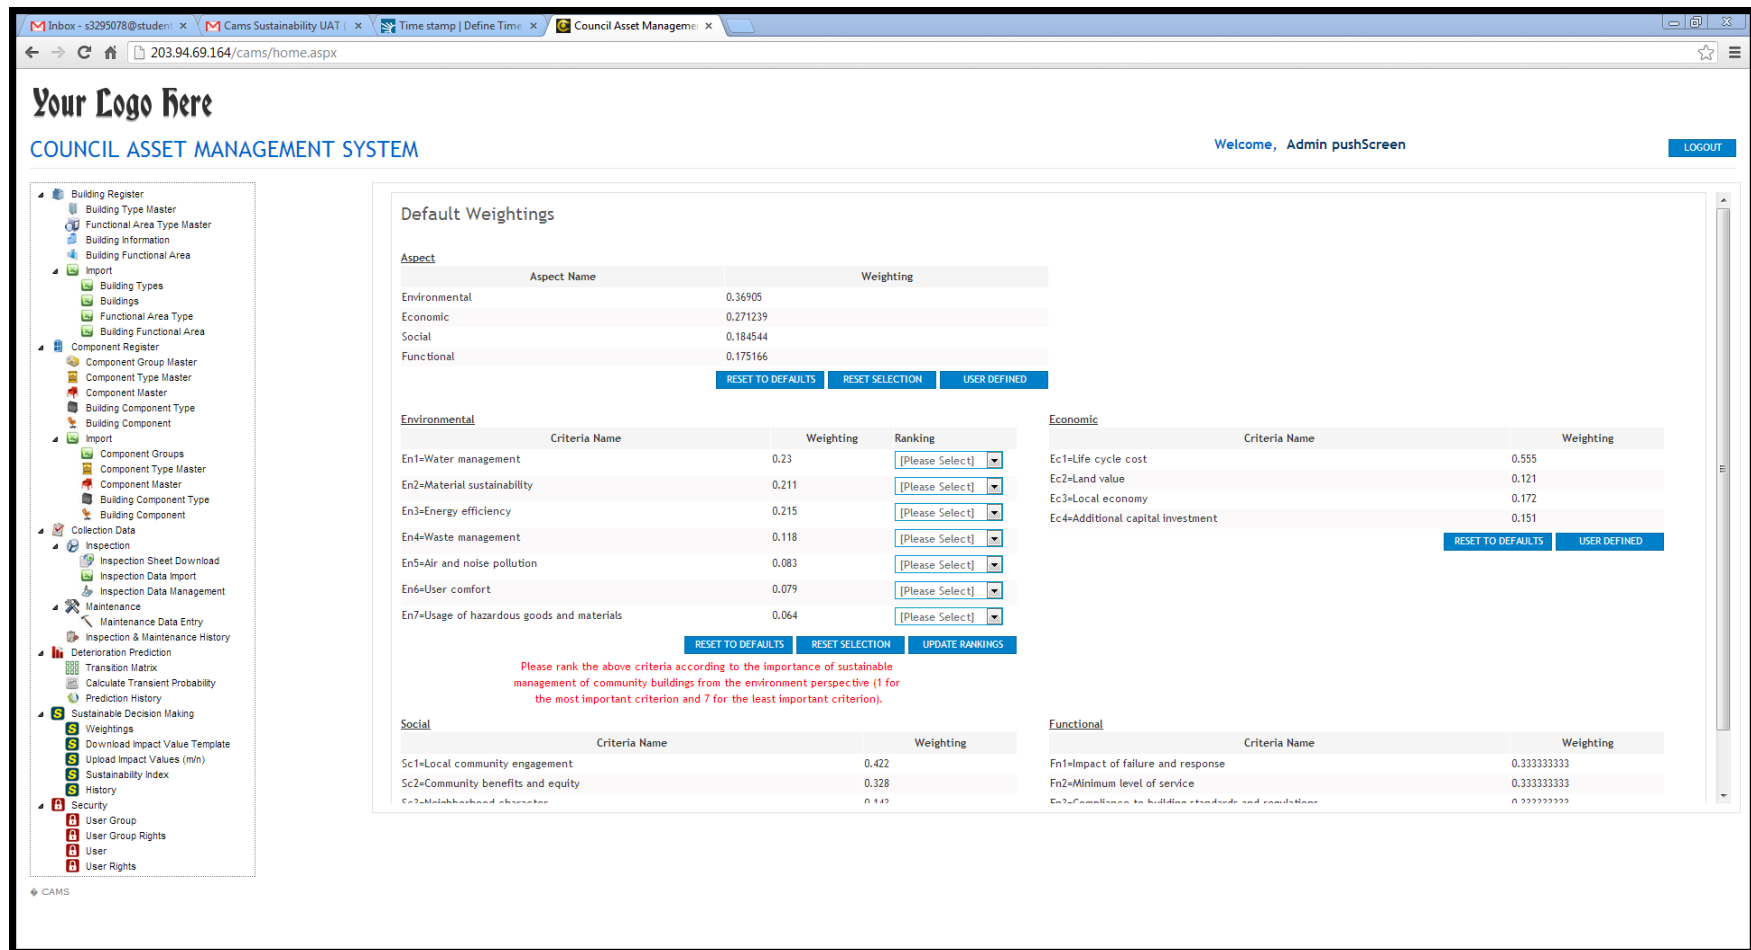 Inbox - s3295078@student
Cams Sustainability UAT (
Time stamp | Define Time
Council Asset Managemen
203.94.69.164/cams/home.aspx
Your Logo Here
COUNCIL ASSET MANAGEMENT SYSTEM
Welcome, Admin pushScreen
LOGOUT
Building Register
Building Type Master
Functional Area Type Master
Building Information
Building Functional Area
Import
Building Types
Buildings
Functional Area Type
Building Functional Area
Component Register
Component Group Master
Component Type Master
Component Master
Building Component Type
Building Component
Import
Component Groups
Component Type Master
Component Master
Building Component Type
Building Component
Collection Data
Inspection
Inspection Sheet Download
Inspection Data Import
Inspection Data Management
Maintenance
Maintenance Data Entry
Inspection & Maintenance History
Deterioration Prediction
Transition Matrix
Calculate Transient Probability
Prediction History
Sustainable Decision Making
Weightings
Download Impact Value Template
Upload Impact Values (m/n)
Sustainability Index
History
Security
User Group
User Group Rights
User
User Rights
CAMS
Default Weightings
Aspect
Aspect Name Weighting
Environmental 0.36905
Economic 0.271239
Social 0.184544
Functional 0.175166
RESET TO DEFAULTS RESET SELECTION USER DEFINED
Environmental
Criteria Name Weighting Ranking
En1=Water management 0.23 [Please Select]
En2=Material sustainability 0.211 [Please Select]
En3=Energy efficiency 0.215 [Please Select]
En4=Waste management 0.118 [Please Select]
En5=Air and noise pollution 0.083 [Please Select]
En6=User comfort 0.079 [Please Select]
En7=Usage of hazardous goods and materials 0.064 [Please Select]
RESET TO DEFAULTS RESET SELECTION UPDATE RANKINGS
Please rank the above criteria according to the importance of sustainable
management of community buildings from the environment perspective (1 for
the most important criterion and 7 for the least important criterion).
Economic
Criteria Name Weighting
Ec1=Life cycle cost 0.555
Ec2=Land value 0.121
Ec3=Local economy 0.172
Ec4=Additional capital investment 0.151
RESET TO DEFAULTS USER DEFINED
Social
Criteria Name Weighting
Sc1=Local community engagement 0.422
Sc2=Community benefits and equity 0.328
Sc3=Neighborhood character 0.143
Functional
Criteria Name Weighting
Fn1=Impact of failure and response 0.333333333
Fn2=Minimum level of service 0.333333333
Fn3=Compliance to building standards and regulations 0.333333333